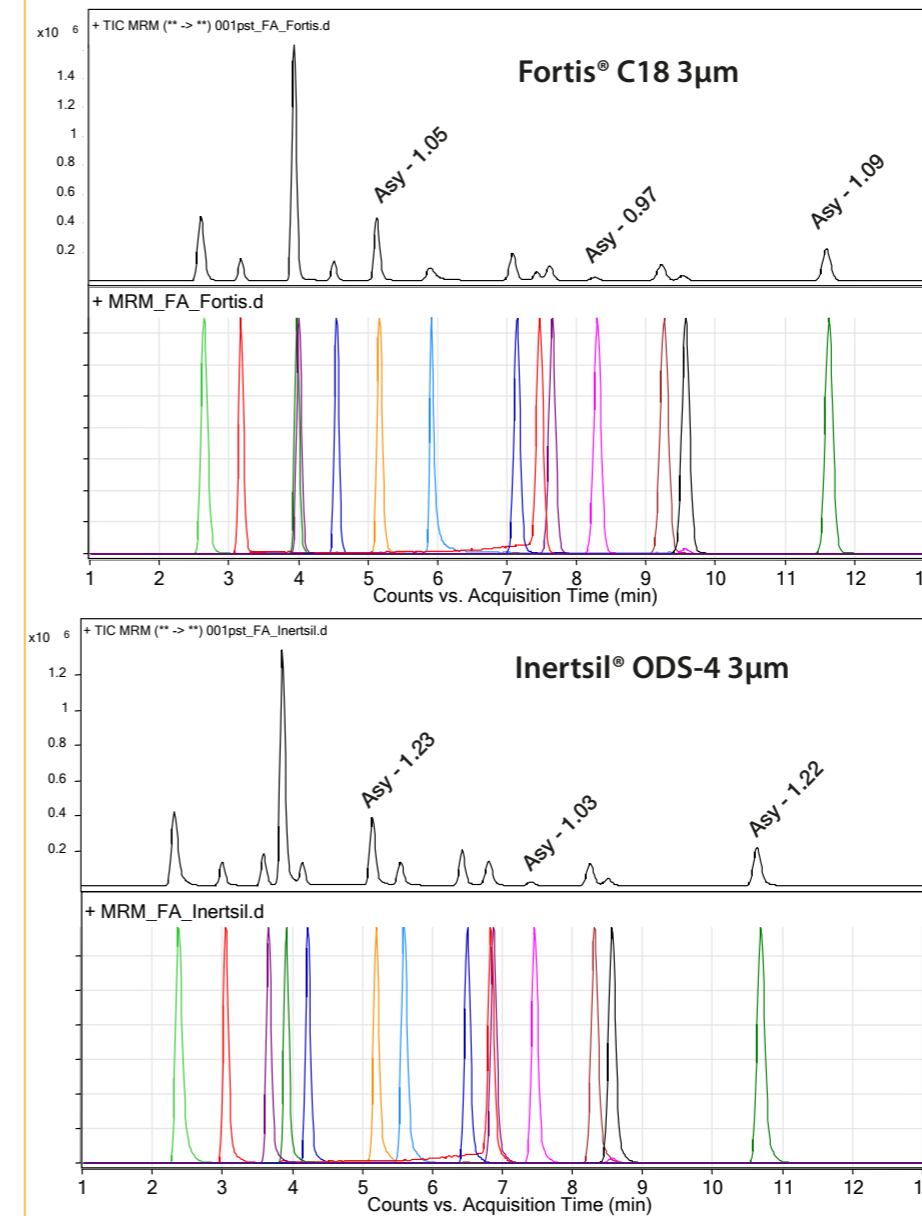 + TIC MRM (** -> **) 001pst_FA_Fortis.d
x10 6
Fortis® C18 3µm
1.4
1.2
1
0.8
0.6
0.4
0.2
Asy - 1.05
Asy - 0.97
Asy - 1.09
+ MRM_FA_Fortis.d
1 2 3 4 5 6 7 8 9 10 11 12 13
Counts vs. Acquisition Time (min)
+ TIC MRM (** -> **) 001pst_FA_Inertsil.d
x10 6
Inertsil® ODS-4 3µm
1.2
1
0.8
0.6
0.4
0.2
Asy - 1.23
Asy - 1.03
Asy - 1.22
+ MRM_FA_Inertsil.d
1 2 3 4 5 6 7 8 9 10 11 12 13
Counts vs. Acquisition Time (min)